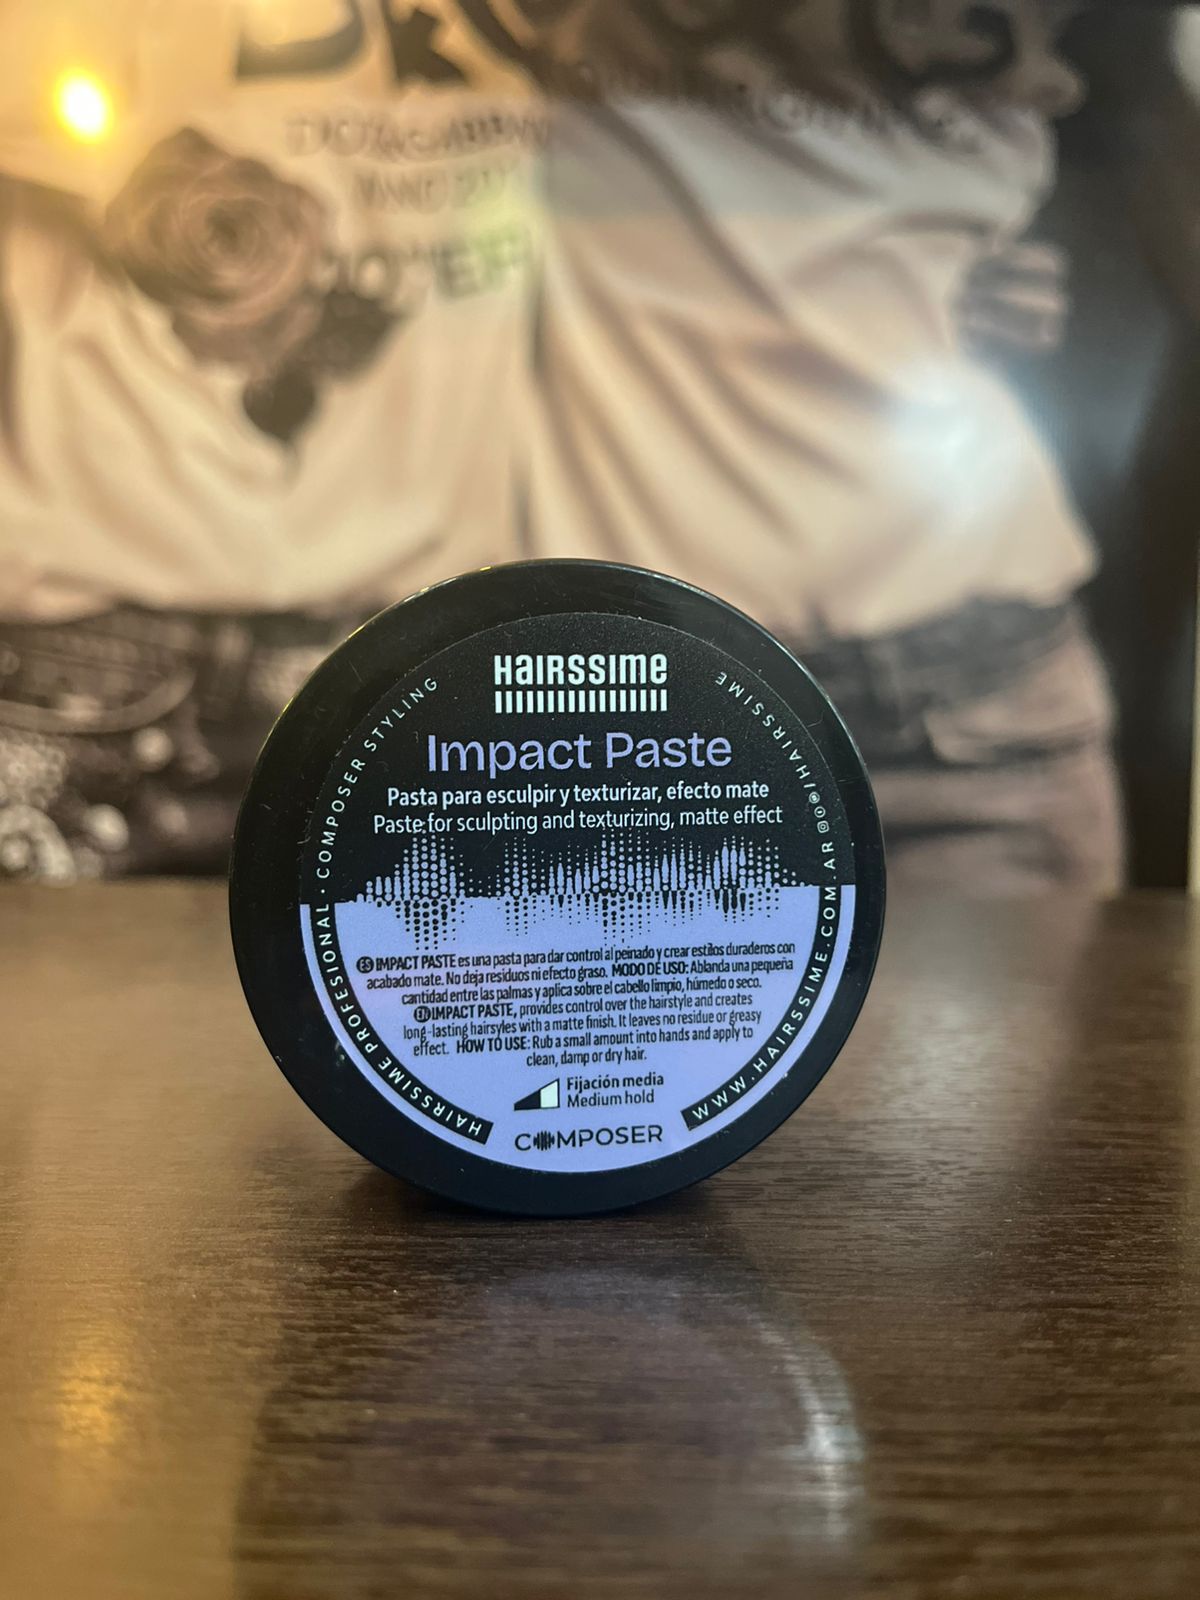 HAIRSSIME
Impact Paste
Pasta para esculpir y texturizar, efecto mate
Paste for sculpting and texturizing, matte effect
ES IMPACT PASTE es una pasta para dar control al peinado y crear estilos duraderos con
acabado mate. No deja residuos ni efecto graso. MODO DE USO: Ablanda una pequeña
cantidad entre las palmas y aplica sobre el cabello limpio, húmedo o seco.
EN IMPACT PASTE, provides control over the hairstyle and creates
long-lasting hairsyles with a matte finish. It leaves no residue or greasy
effect. HOW TO USE: Rub a small amount into hands and apply to
clean, damp or dry hair.
Fijación media
Medium hold
COMPOSER
HAIRSSIME PROFESIONAL · COMPOSER STYLING
WWW.HAIRSSIME.COM.AR /HAIRSSIME